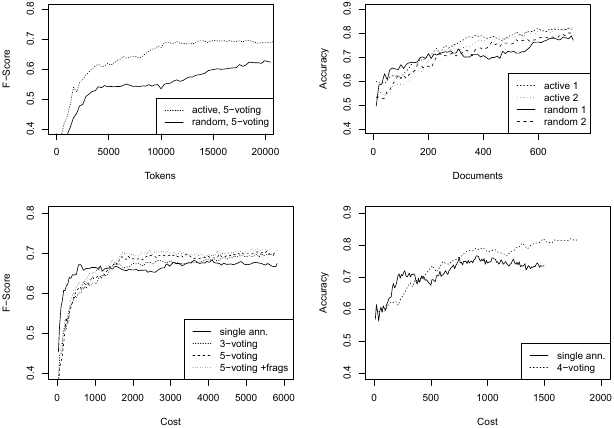 F−Score
0.4 0.5 0.6 0.7 0.8
active, 5−voting
random, 5−voting
0 5000 10000 15000 20000
Tokens
Accuracy
0.4 0.5 0.6 0.7 0.8 0.9
active 1
active 2
random 1
random 2
0 200 400 600
Documents
F−Score
0.4 0.5 0.6 0.7 0.8
single ann.
3−voting
5−voting
5−voting +frags
0 1000 2000 3000 4000 5000 6000
Cost
Accuracy
0.4 0.5 0.6 0.7 0.8 0.9
single ann.
4−voting
0 500 1000 1500 2000
Cost